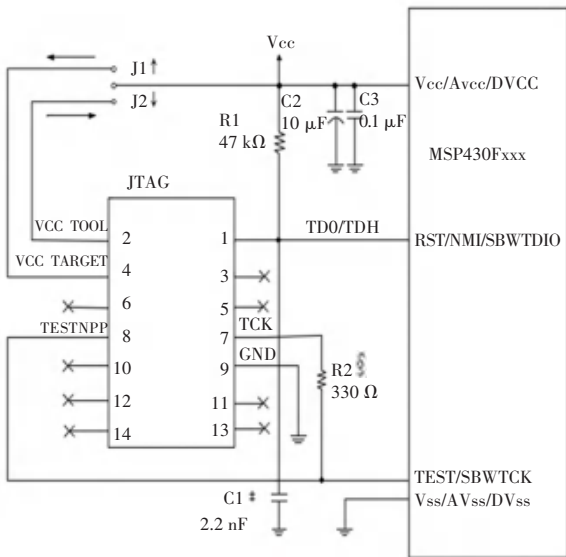 Vcc
J1↑
J2↓
C2
10 μF
C3
0.1 μF
Vcc/Avcc/DVCC
R1
47 kΩ
MSP430Fxxx
JTAG
VCC TOOL
2
1
TD0/TDH
RST/NMI/SBWTDIO
VCC TARGET
4
3
6
5
TESTNPP
8
7
TCK
10
9
GND
R2
330 Ω
12
11
14
13
TEST/SBWTCK
C1‡
2.2 nF
Vss/AVss/DVss